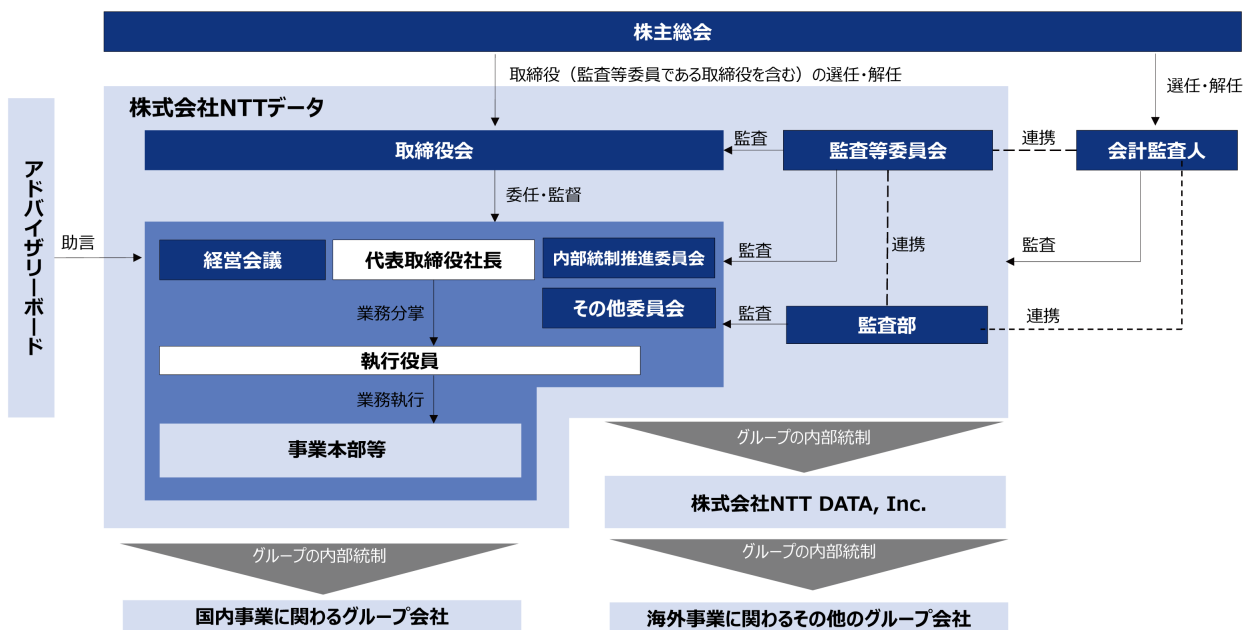 株主総会
取締役（監査等委員である取締役を含む）の選任・解任
選任・解任
株式会社NTTデータ
取締役会
監査
監査等委員会
連携
会計監査人
アドバイザリーボード
委任・監督
助言
経営会議
代表取締役社長
内部統制推進委員会
監査
連携
監査
業務分掌
その他委員会
監査
監査部
連携
執行役員
業務執行
事業本部等
グループの内部統制
株式会社NTT DATA, Inc.
グループの内部統制
グループの内部統制
国内事業に関わるグループ会社
海外事業に関わるその他のグループ会社